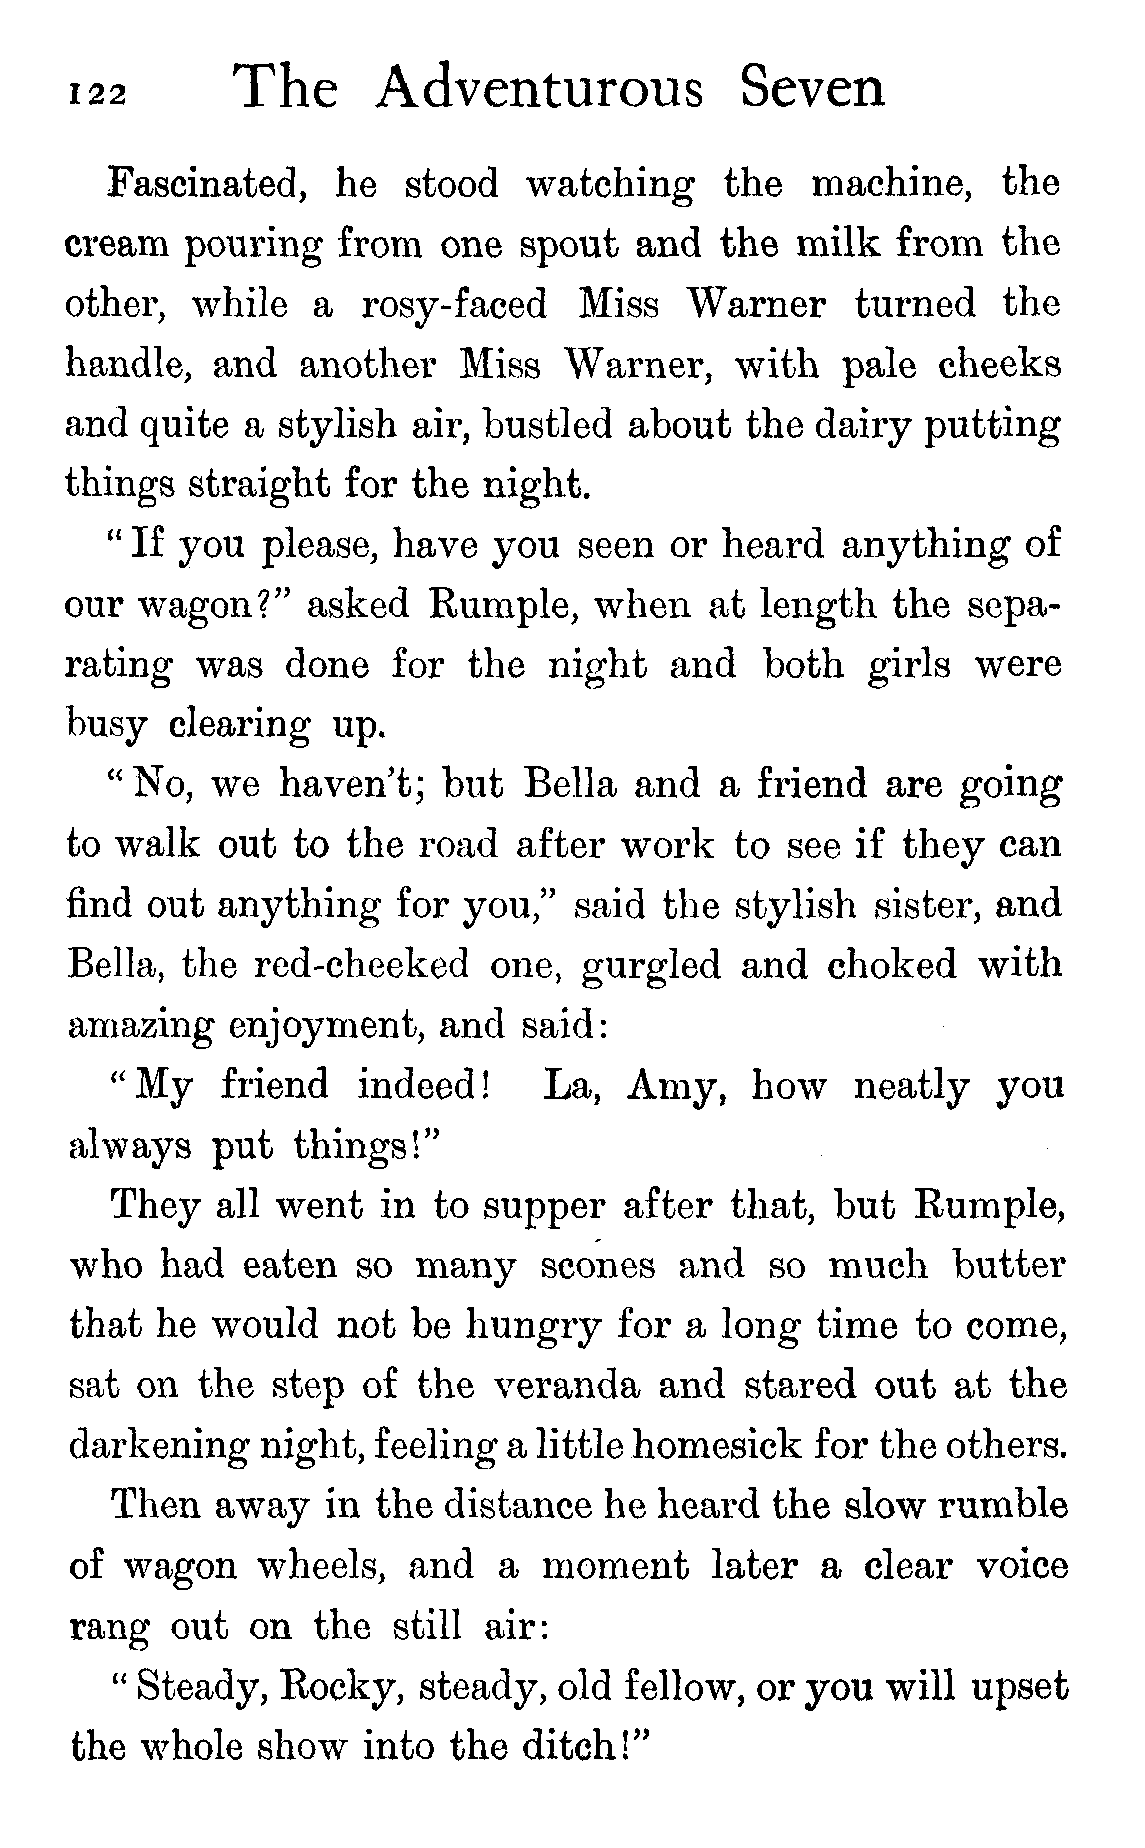 122 The Adventurous Seven
Fascinated, he stood watching the machine, the
cream pouring from one spout and the milk from the
other, while a rosy-faced Miss Warner turned the
handle, and another Miss Warner, with pale cheeks
and quite a stylish air, bustled about the dairy putting
things straight for the night.
“If you please, have you seen or heard anything of
our wagon?” asked Rumple, when at length the sepa-
rating was done for the night and both girls were
busy clearing up.
“No, we haven’t; but Bella and a friend are going
to walk out to the road after work to see if they can
find out anything for you,” said the stylish sister, and
Bella, the red-cheeked one, gurgled and choked with
amazing enjoyment, and said:
“My friend indeed! La, Amy, how neatly you
always put things!”
They all went in to supper after that, but Rumple,
who had eaten so many scones and so much butter
that he would not be hungry for a long time to come,
sat on the step of the veranda and stared out at the
darkening night, feeling a little homesick for the others.
Then away in the distance he heard the slow rumble
of wagon wheels, and a moment later a clear voice
rang out on the still air:
“Steady, Rocky, steady, old fellow, or you will upset
the whole show into the ditch!”